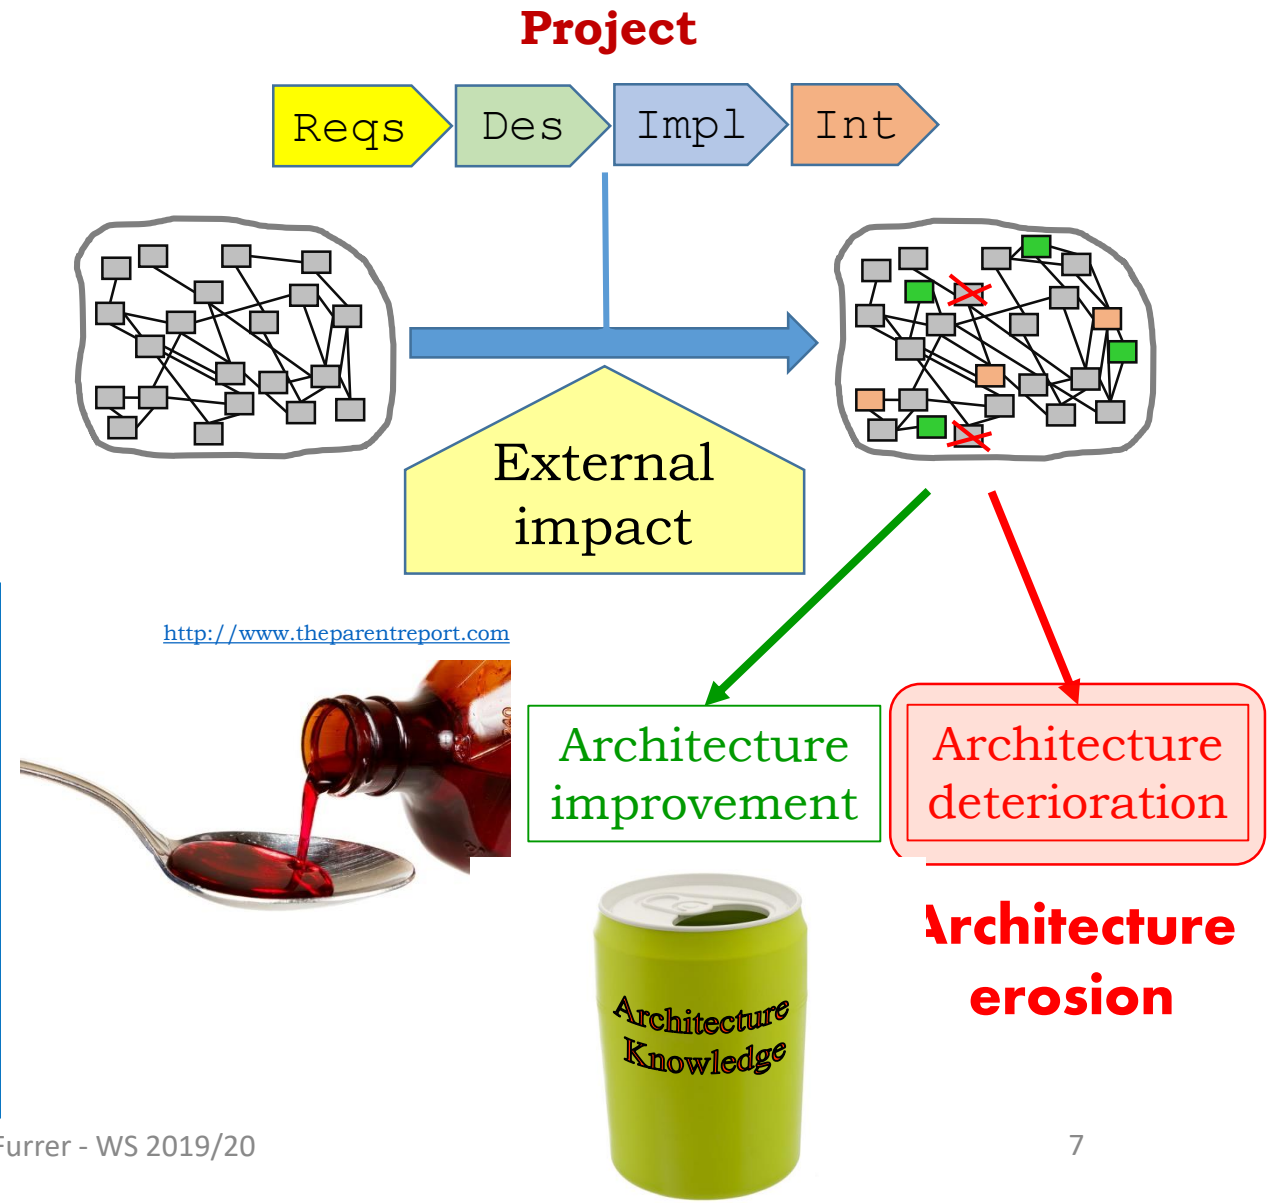 Project
Reqs Des Impl Int
External
impact
http://www.theparentreport.com
Architecture
improvement
Architecture
deterioration
Architecture
erosion
Architecture
Knowledge
Furrer - WS 2019/20
7